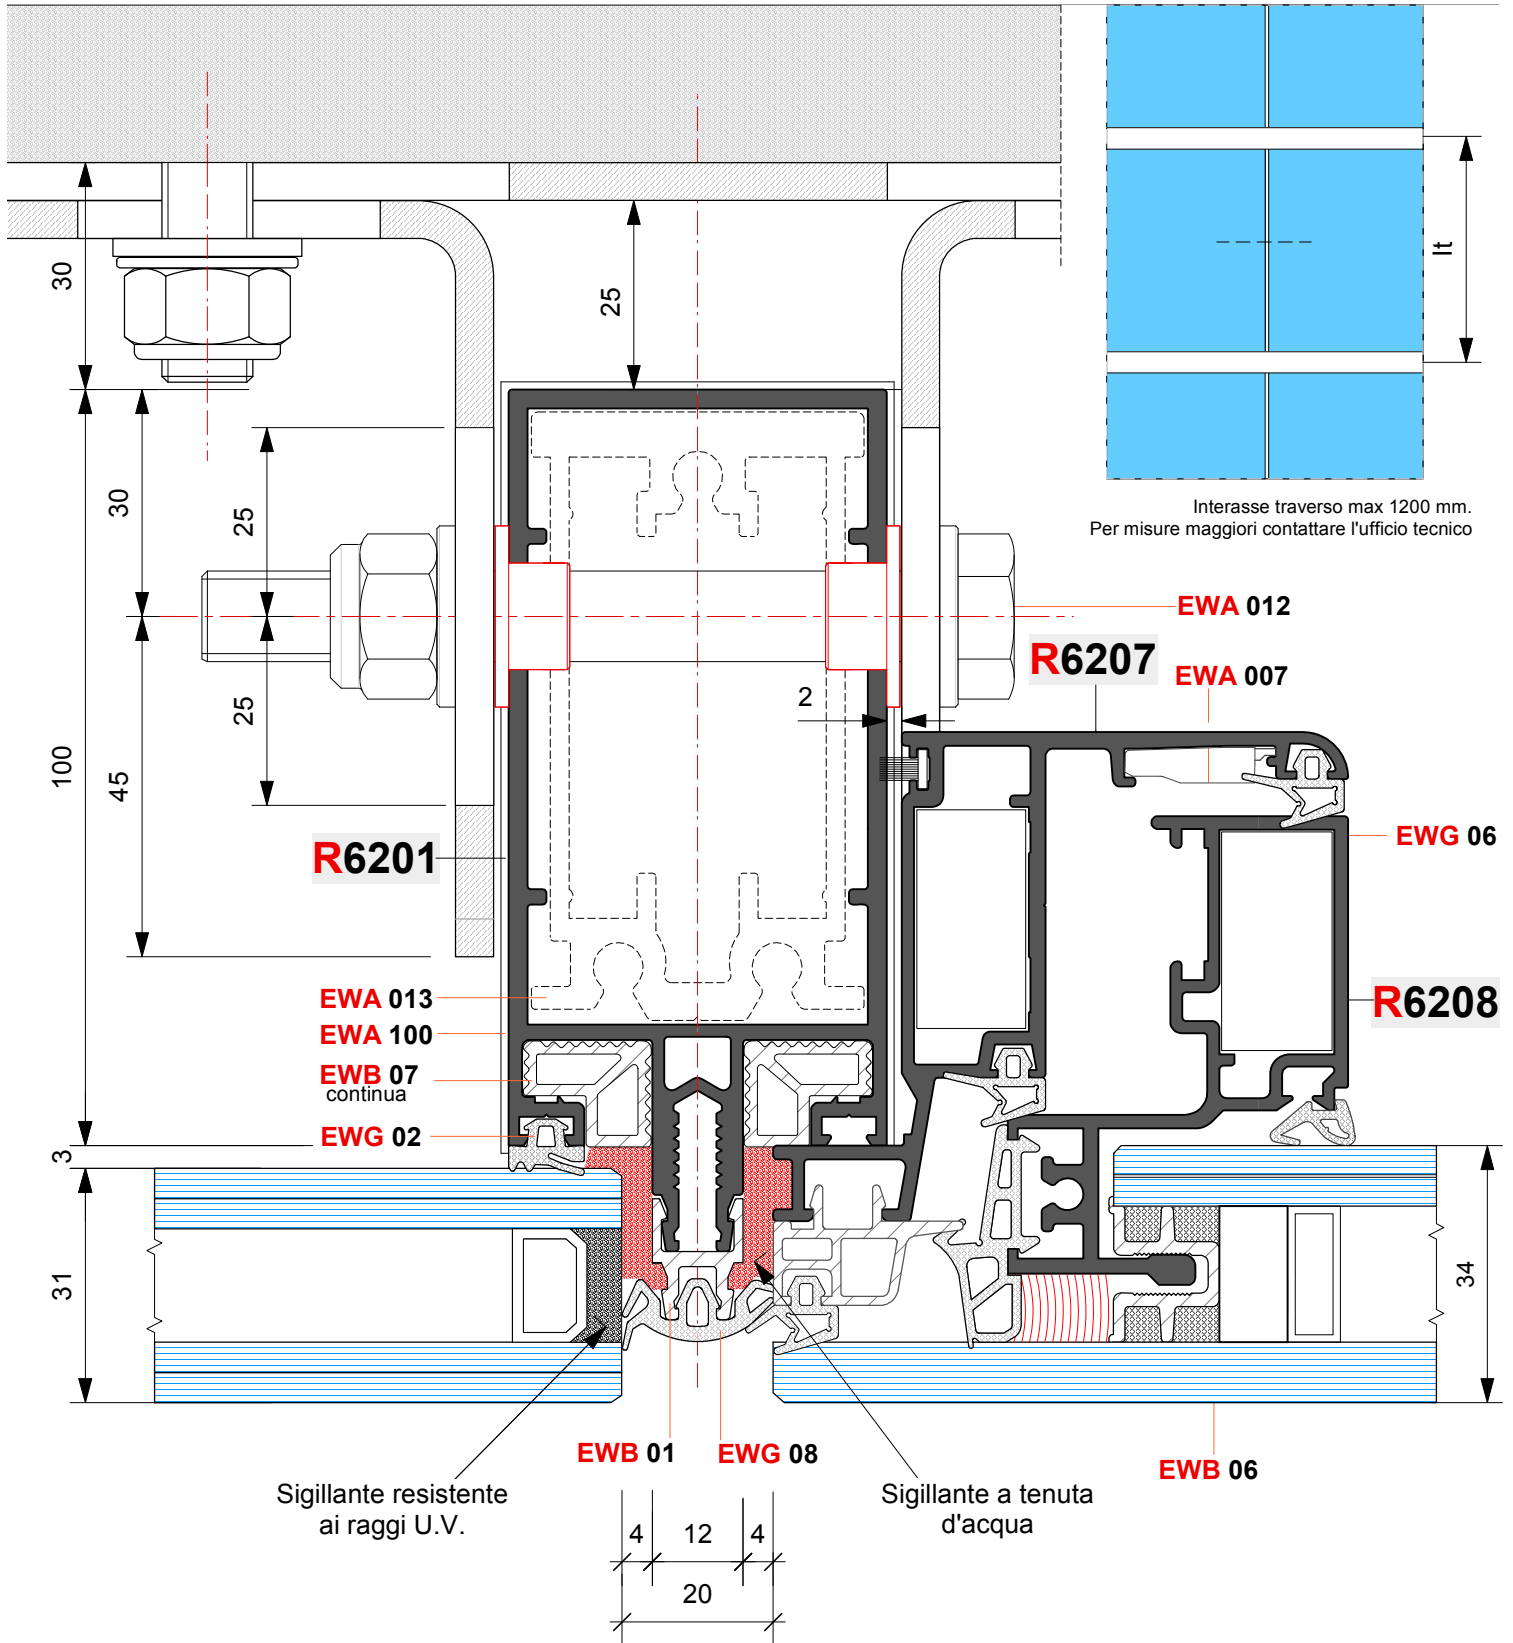 30
25
lt
Interasse traverso max 1200 mm.
Per misure maggiori contattare l'ufficio tecnico
30
25
EWA 012
R6207
EWA 007
2
25
100
45
R6201
EWG 06
EWA 013
R6208
EWA 100
EWB 07
continua
EWG 02
3
31
34
EWB 01
EWG 08
EWB 06
Sigillante resistente
ai raggi U.V.
Sigillante a tenuta
d'acqua
4 12 4
20